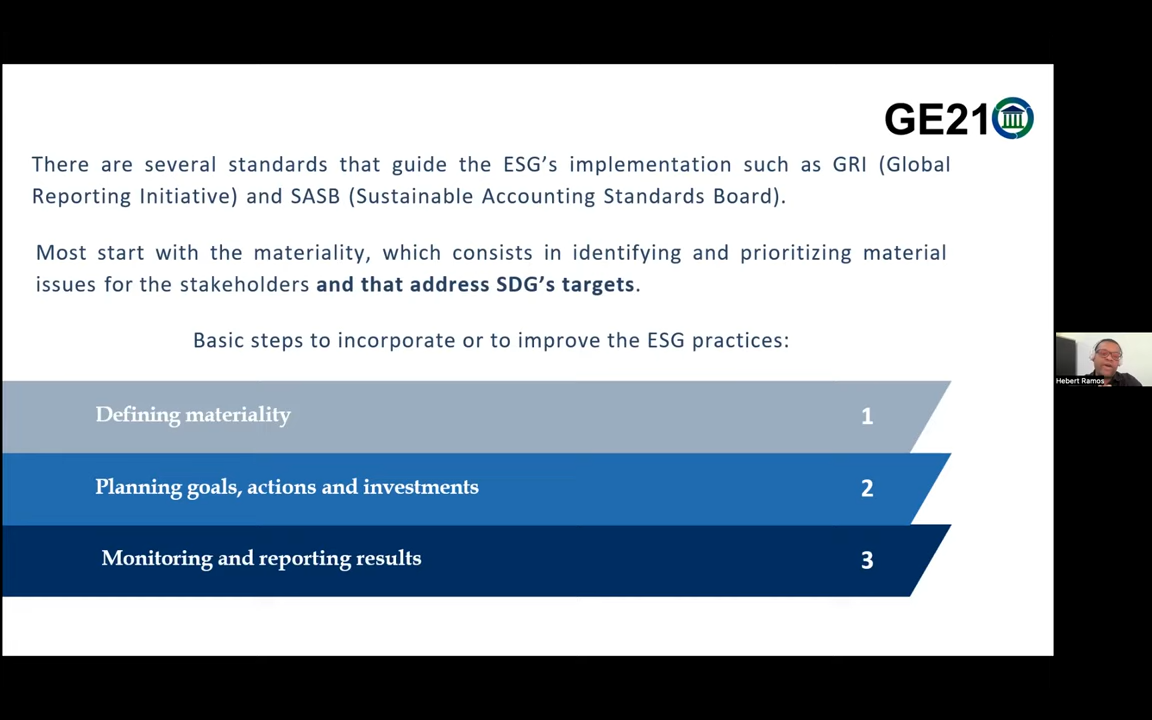 GE21
There are several standards that guide the ESG’s implementation such as GRI (Global
Reporting Initiative) and SASB (Sustainable Accounting Standards Board).
Most start with the materiality, which consists in identifying and prioritizing material
issues for the stakeholders and that address SDG’s targets.
Basic steps to incorporate or to improve the ESG practices:
Defining materiality 1
Planning goals, actions and investments 2
Monitoring and reporting results 3
Hebert Ramos